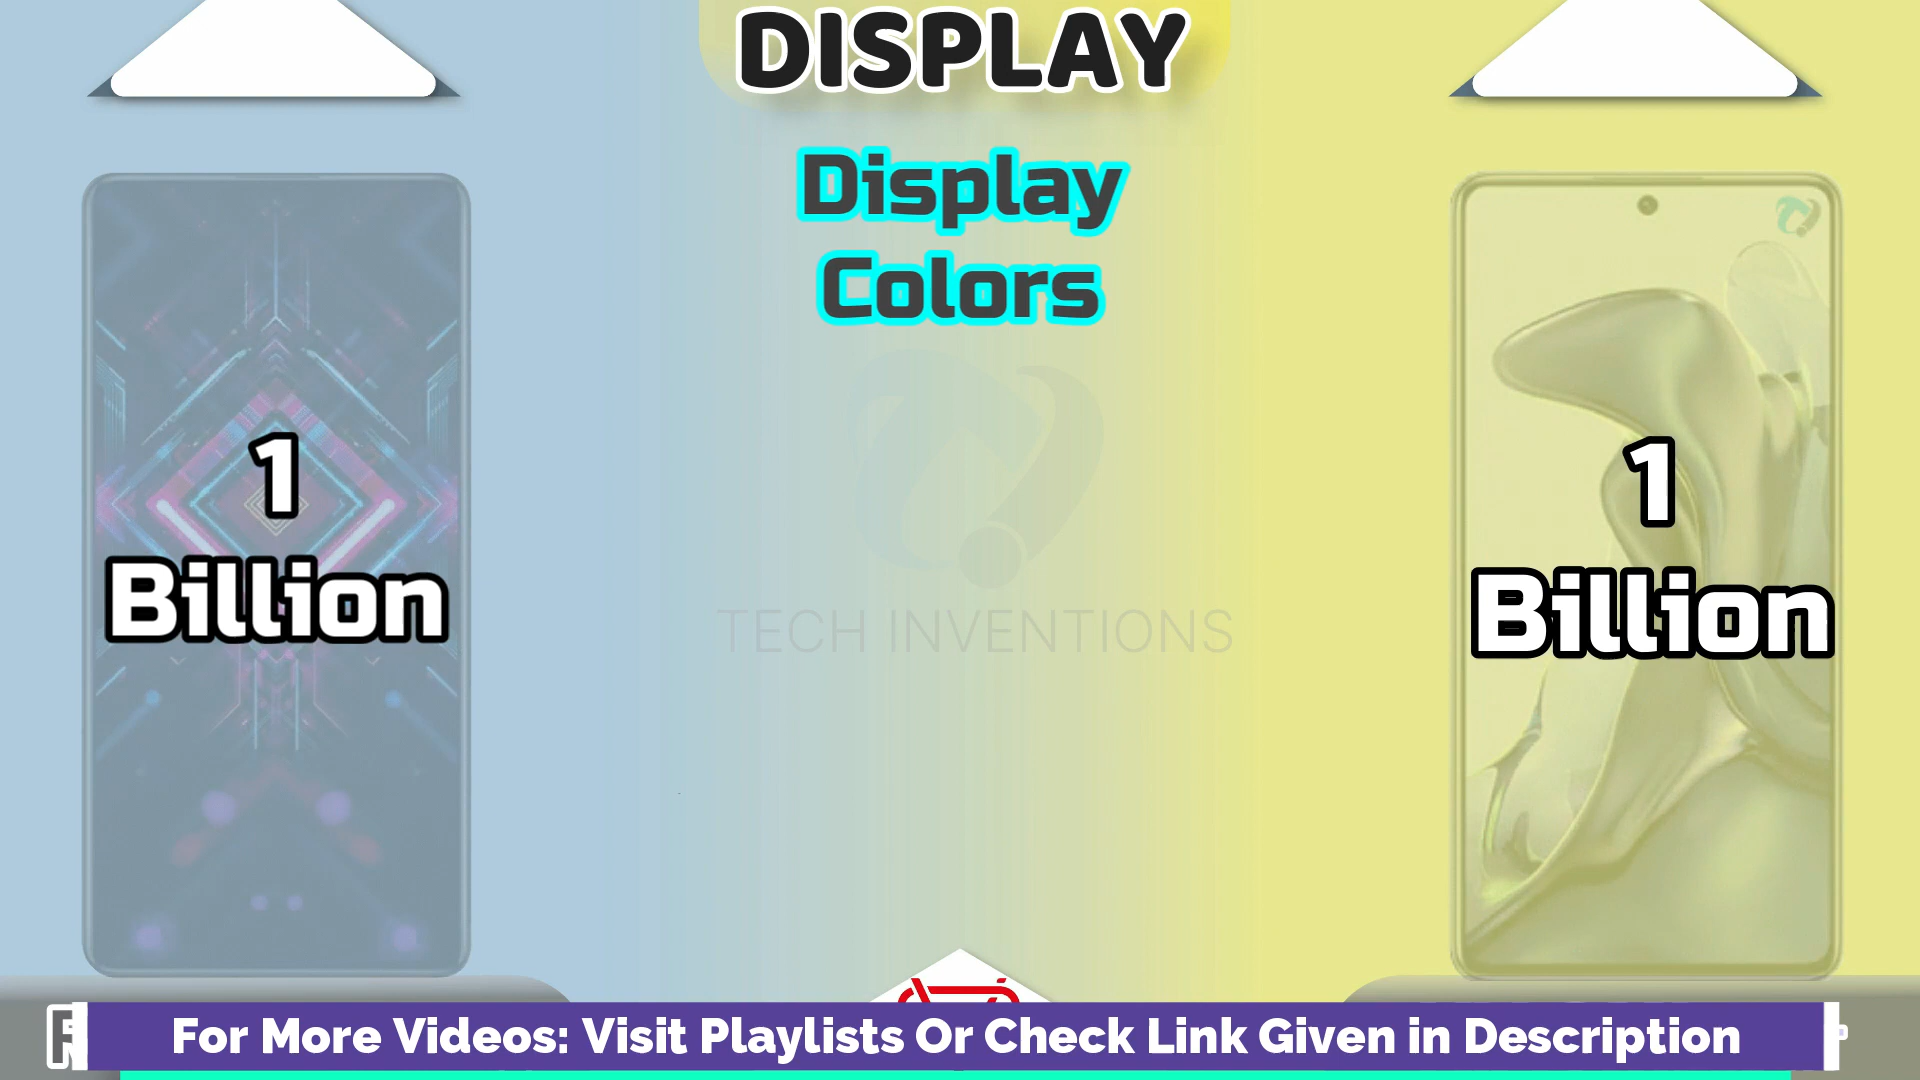 DISPLAY
Display
Colors
1
Billion
1
Billion
TECH INVENTIONS
For More Videos: Visit Playlists Or Check Link Given in Description